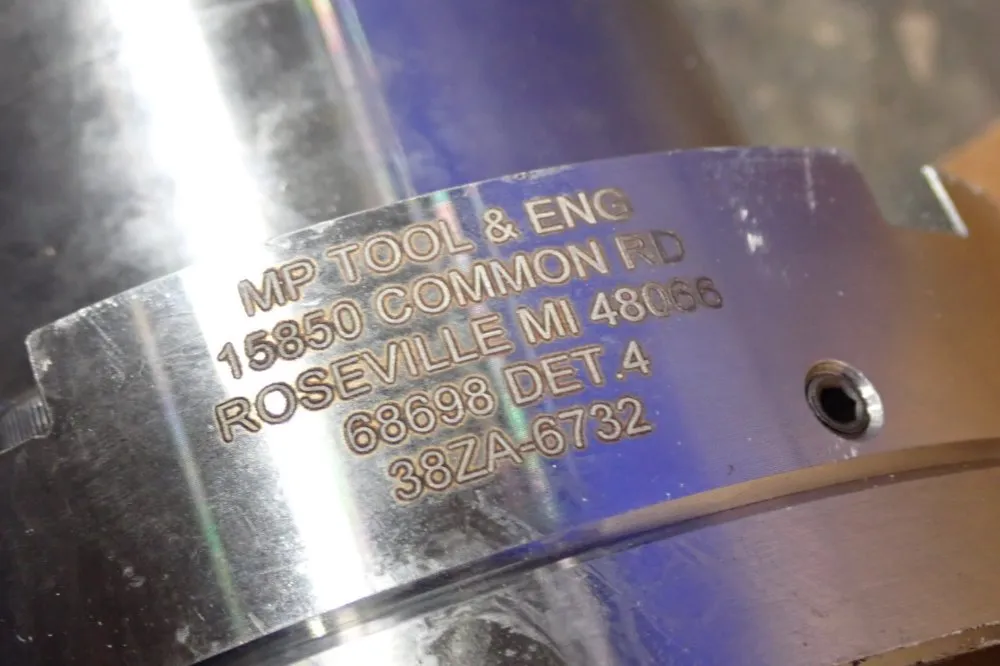 MP TOOL & ENG
15850 COMMON RD
ROSEVILLE MI 48066
68698 DET.4
38ZA-6732